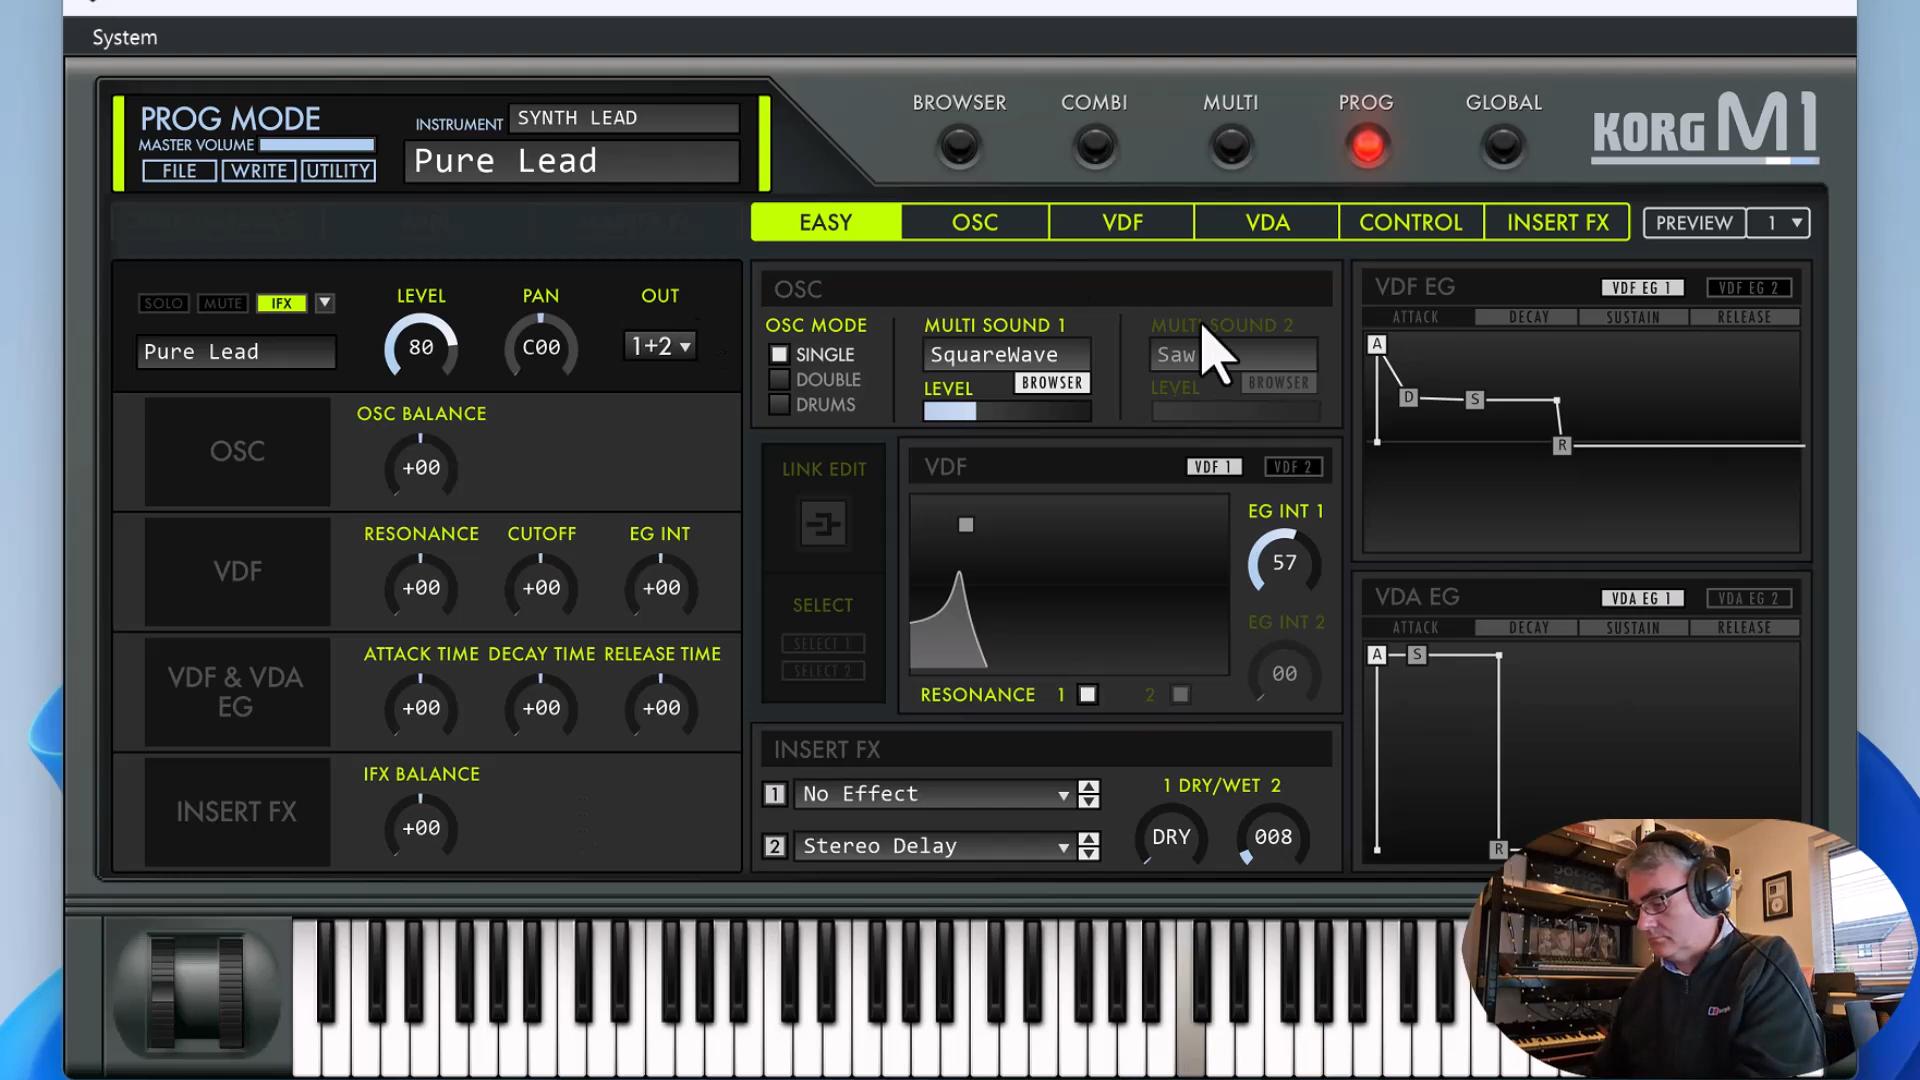 System
PROG MODE
MASTER VOLUME
FILE WRITE UTILITY
INSTRUMENT SYNTH LEAD
Pure Lead
BROWSER COMBI MULTI PROG GLOBAL
KORG M1
EASY OSC VDF VDA CONTROL INSERT FX PREVIEW 1
SOLO MUTE IFX
Pure Lead
LEVEL
80
PAN
C00
OUT
1+2
OSC
OSC BALANCE
+00
VDF
RESONANCE CUTOFF EG INT
+00 +00 +00
VDF & VDA
EG
ATTACK TIME DECAY TIME RELEASE TIME
+00 +00 +00
INSERT FX
IFX BALANCE
+00
OSC
OSC MODE
SINGLE
DOUBLE
DRUMS
MULTI SOUND 1
SquareWave
LEVEL BROWSER
MULTI SOUND 2
Saw
LEVEL BROWSER
LINK EDIT
SELECT
SELECT 1
SELECT 2
VDF VDF 1 VDF 2
EG INT 1
57
EG INT 2
00
RESONANCE 1 2
INSERT FX
1 No Effect
2 Stereo Delay
1 DRY/WET 2
DRY 008
VDF EG VDF EG 1 VDF EG 2
ATTACK DECAY SUSTAIN RELEASE
A
D S
R
VDA EG VDA EG 1 VDA EG 2
ATTACK DECAY SUSTAIN RELEASE
A S
R